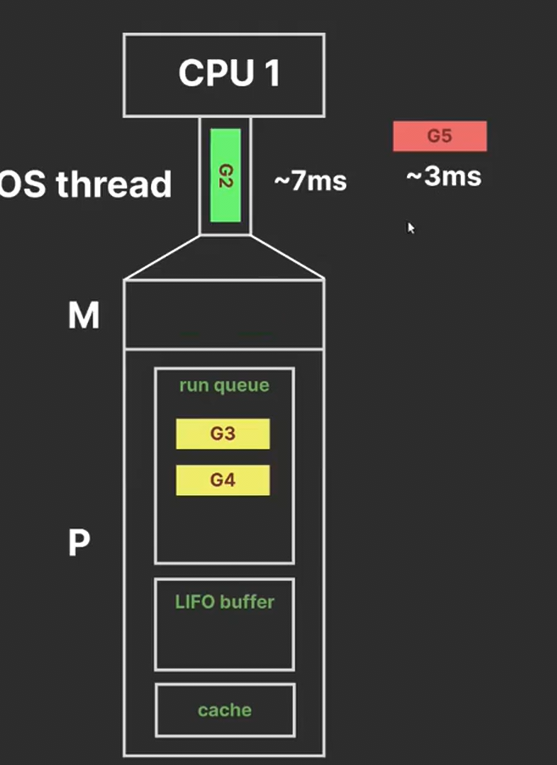 CPU 1
G5
OS thread
G2
~7ms
~3ms
M
run queue
G3
G4
P
LIFO buffer
cache